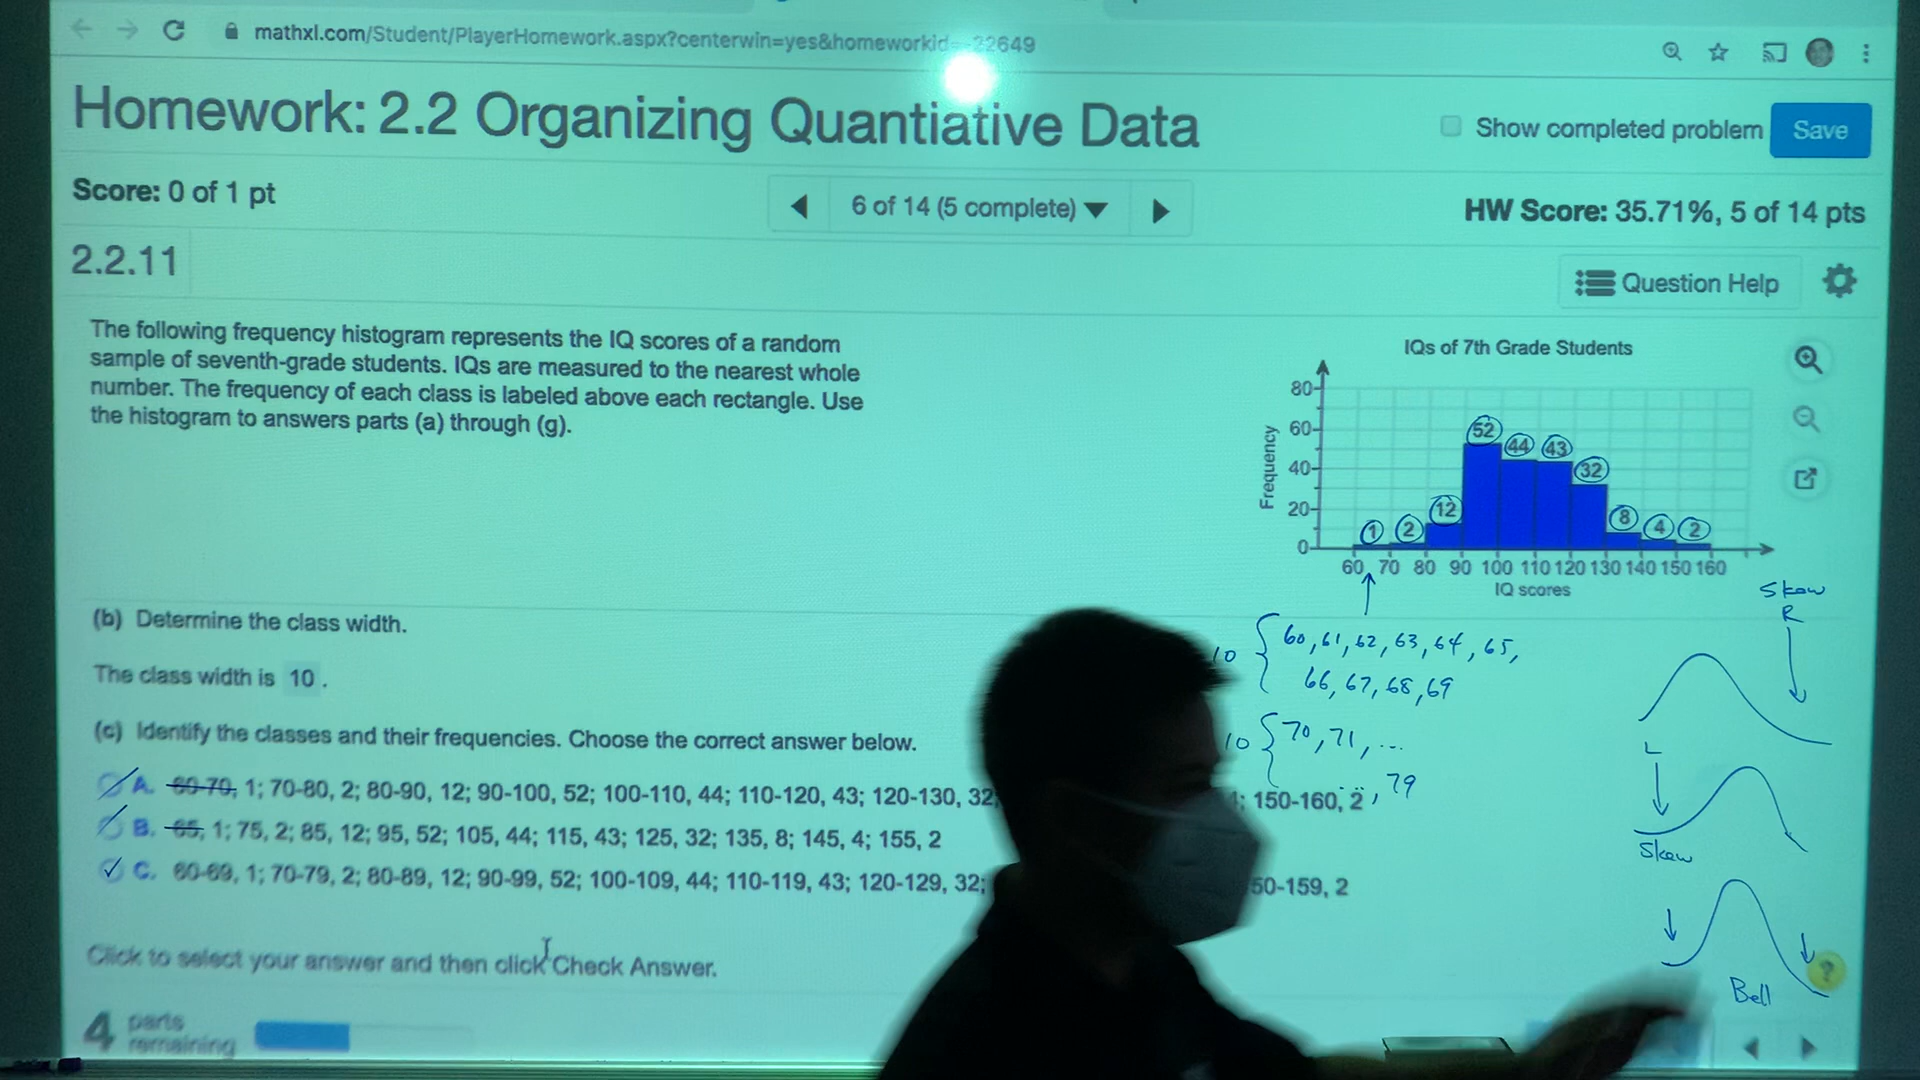 mathxl.com/Student/PlayerHomework.aspx?centerwin=yes&homeworkid= 22649
Homework: 2.2 Organizing Quantiative Data
Show completed problem
Save
Score: 0 of 1 pt
6 of 14 (5 complete)
HW Score: 35.71%, 5 of 14 pts
2.2.11
Question Help
The following frequency histogram represents the IQ scores of a random
sample of seventh-grade students. IQs are measured to the nearest whole
number. The frequency of each class is labeled above each rectangle. Use
the histogram to answers parts (a) through (g).
IQs of 7th Grade Students
Frequency
80
60
40
20
0
1 2 12 52 44 43 32 8 4 2
60 70 80 90 100 110 120 130 140 150 160
IQ scores
Skew
R
10 { 60, 61, 62, 63, 64, 65,
66, 67, 68, 69
10 { 70, 71, ...
..., 79
L
Skew
Bell
(b) Determine the class width.
The class width is 10.
(c) Identify the classes and their frequencies. Choose the correct answer below.
A. 60-70, 1; 70-80, 2; 80-90, 12; 90-100, 52; 100-110, 44; 110-120, 43; 120-130, 32; 150-160, 2
B. 65, 1; 75, 2; 85, 12; 95, 52; 105, 44; 115, 43; 125, 32; 135, 8; 145, 4; 155, 2
C. 60-69, 1; 70-79, 2; 80-89, 12; 90-99, 52; 100-109, 44; 110-119, 43; 120-129, 32; 50-159, 2
Click to select your answer and then click Check Answer.
4 parts
remaining
?